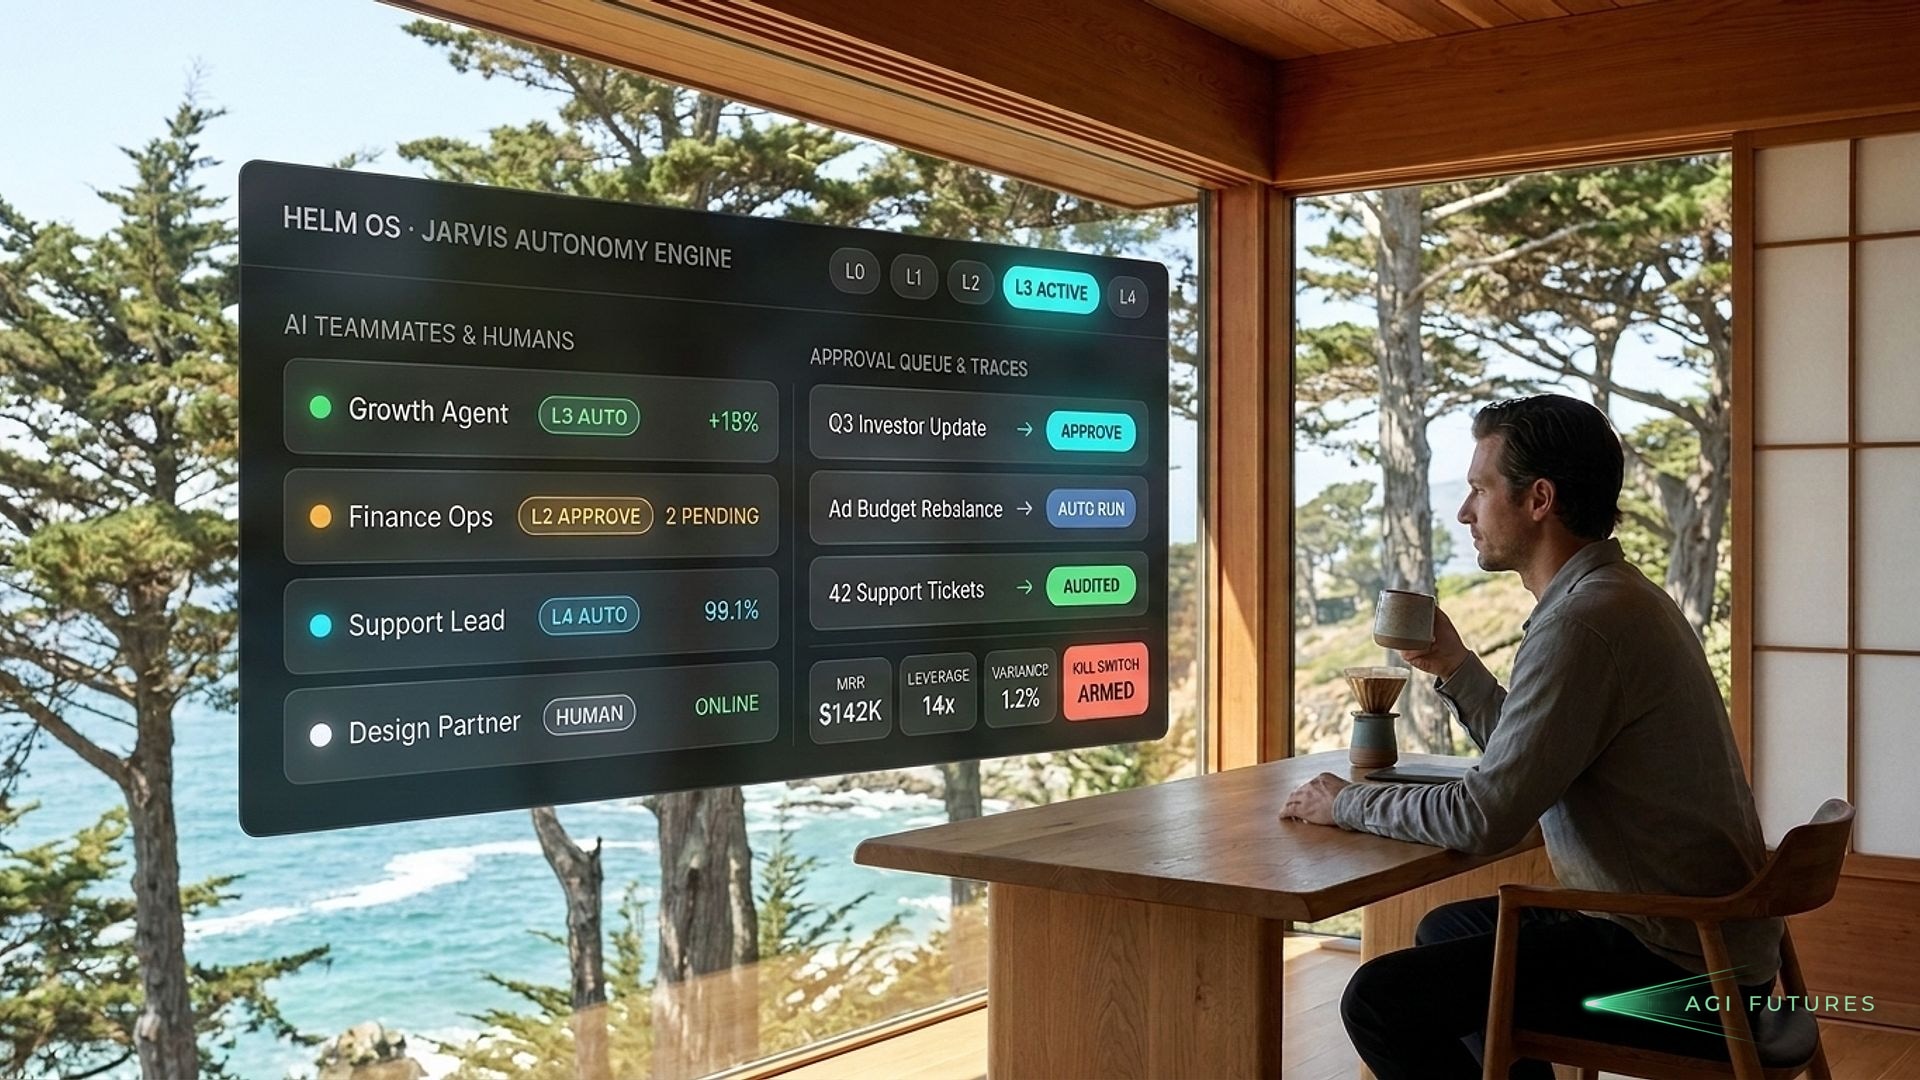 HELM OS · JARVIS AUTONOMY ENGINE
L0
L1
L2
L3 ACTIVE
L4
AI TEAMMATES & HUMANS
Growth Agent
L3 AUTO
+18%
Finance Ops
L2 APPROVE
2 PENDING
Support Lead
L4 AUTO
99.1%
Design Partner
HUMAN
ONLINE
APPROVAL QUEUE & TRACES
Q3 Investor Update →
APPROVE
Ad Budget Rebalance →
AUTO RUN
42 Support Tickets →
AUDITED
MRR
$142K
LEVERAGE
14x
VARIANCE
1.2%
KILL SWITCH
ARMED
AGI FUTURES